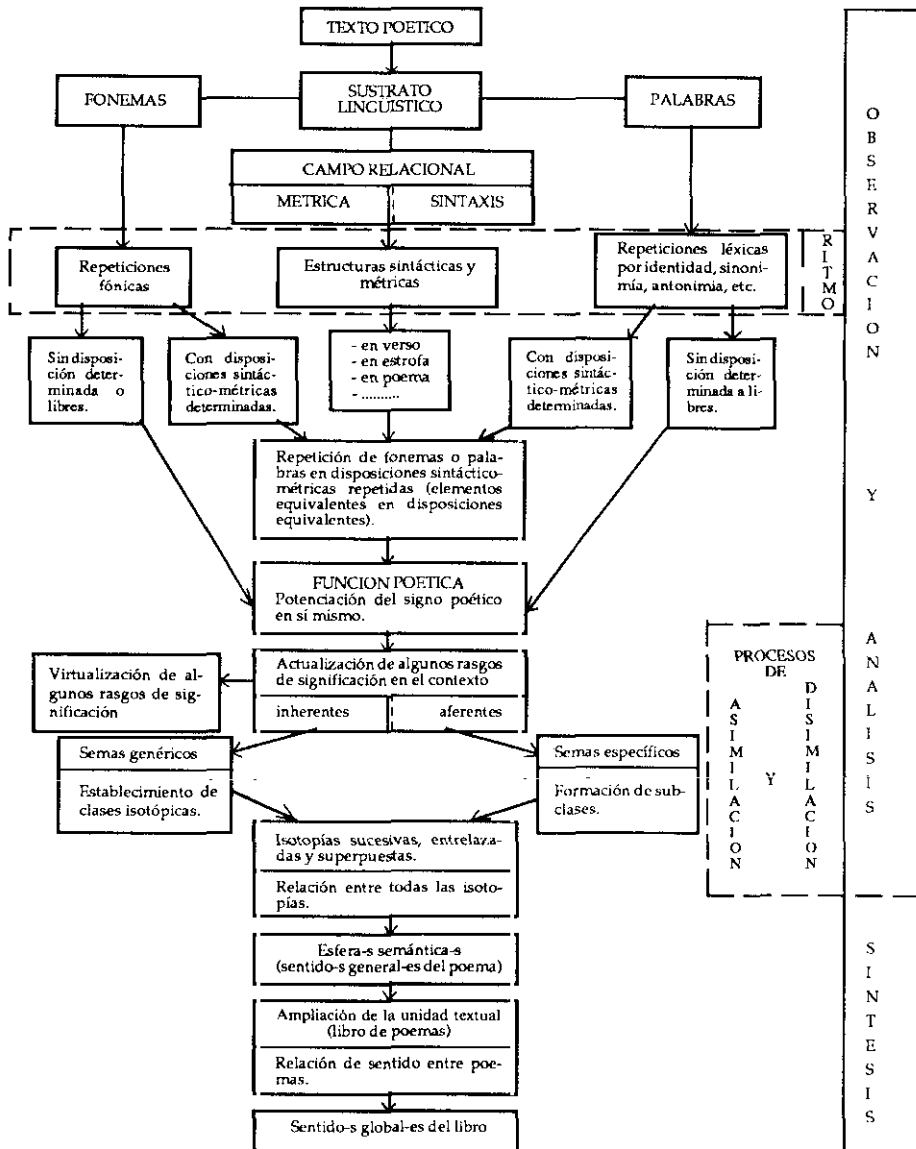 TEXTO POETICO
FONEMAS
SUSTRATO
LINGÜISTICO
PALABRAS
CAMPO RELACIONAL
METRICA
SINTAXIS
Repeticiones
fónicas
Estructuras sintácticas y
métricas
Repeticiones léxicas
por identidad, sinoni-
mía, antonimia, etc.
RITMO
Sin disposi-
ción deter-
minada o
libres.
Con disposi-
ciones sintác-
tico-métricas
determinadas.
- en verso
- en estrofa
- en poema
- ..........
Con disposi-
ciones sintác-
tico-métricas
determinadas.
Sin disposi-
ción determi-
nada a li-
bres.
Repetición de fonemas o pala-
bras en disposiciones sintáctico-
métricas repetidas (elementos
equivalentes en disposiciones
equivalentes).
FUNCION POETICA
Potenciación del signo poético
en sí mismo.
Virtualización de al-
gunos rasgos de sig-
nificación
Actualización de algunos rasgos
de significación en el contexto
inherentes
aferentes
PROCESOS
DE
ASIMILACION
Y
DISIMILACION
Semas genéricos
Establecimiento de
clases isotópicas.
Semas específicos
Formación de sub-
clases.
Isotopías sucesivas, entrelaza-
das y superpuestas.
Relación entre todas las isoto-
pías.
Esfera-s semántica-s
(sentido-s general-es del poema)
Ampliación de la unidad textual
(libro de poemas)
Relación de sentido entre poe-
mas.
Sentido-s global-es del libro
OBSERVACION
Y
ANALISIS
SINTESIS